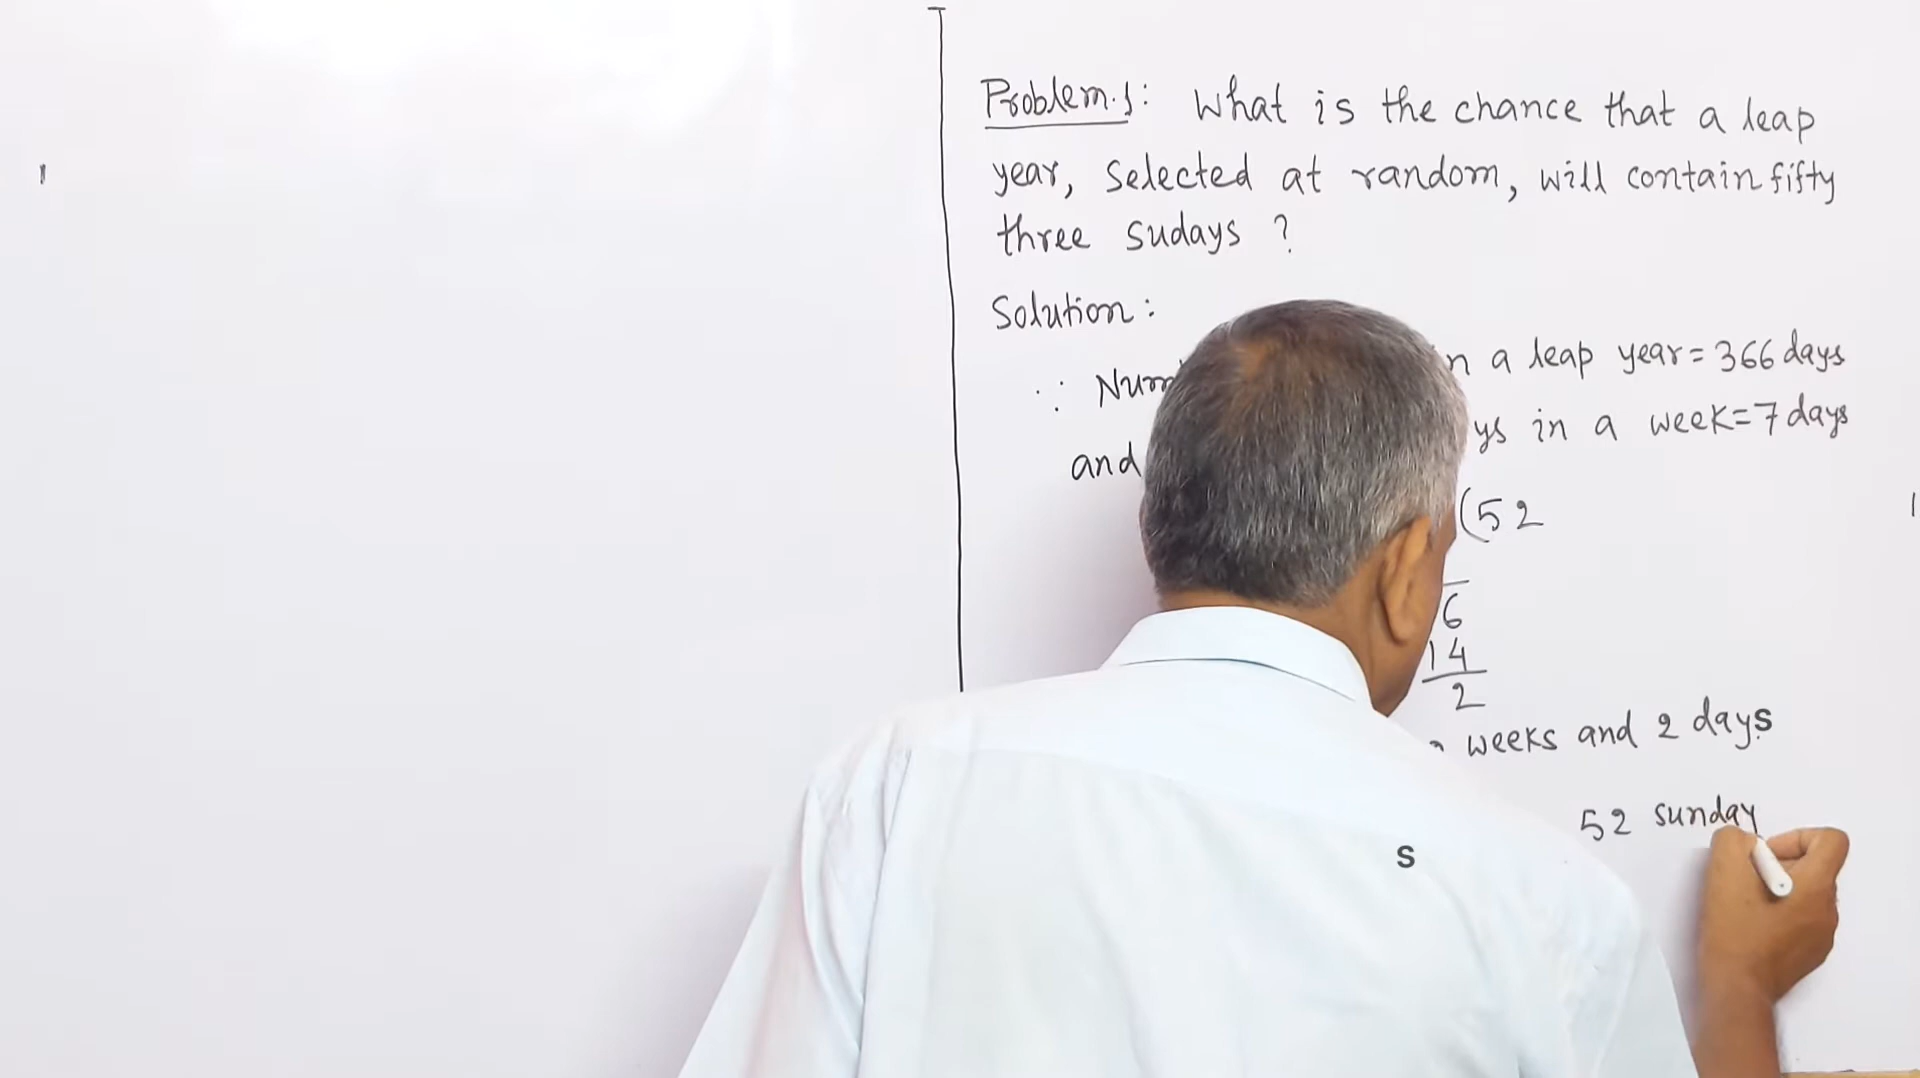 Problem.1: What is the chance that a leap
year, Selected at random, will contain fifty
three sudays ?
Solution:
∵ Num n a leap year=366 days
and ys in a week=7 days
(52
6
14
2
weeks and 2 days
52 sunday
s